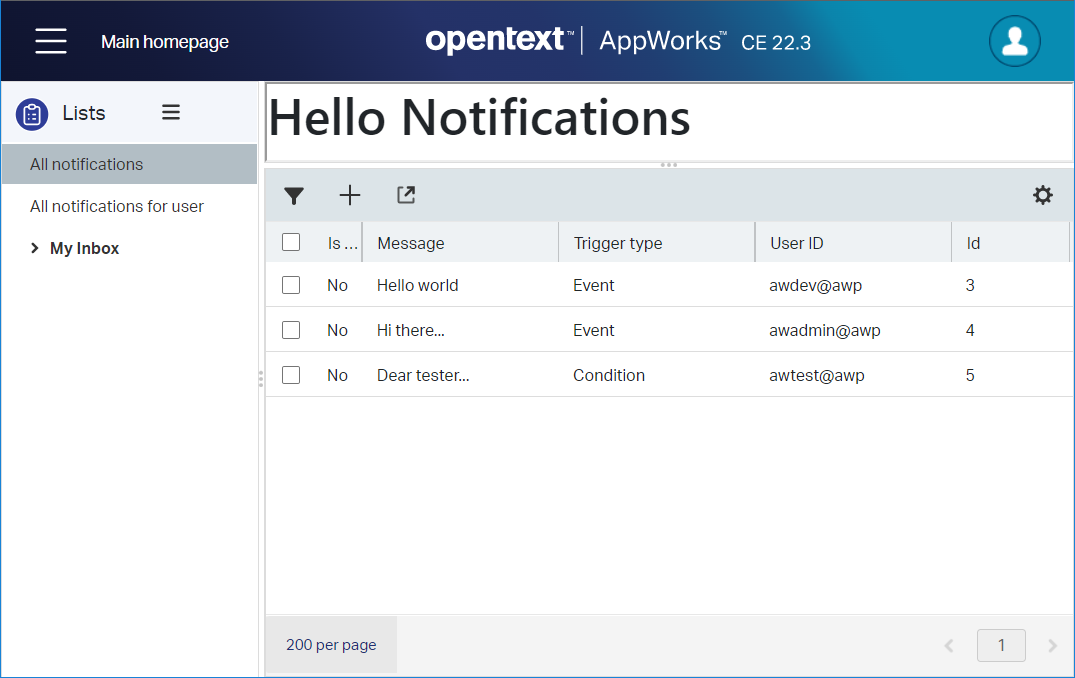 Main homepage
opentext™ | AppWorks™ CE 22.3
Lists
All notifications
All notifications for user
My Inbox
Hello Notifications
Is ... Message Trigger type User ID Id
No Hello world Event awdev@awp 3
No Hi there... Event awadmin@awp 4
No Dear tester... Condition awtest@awp 5
200 per page
1